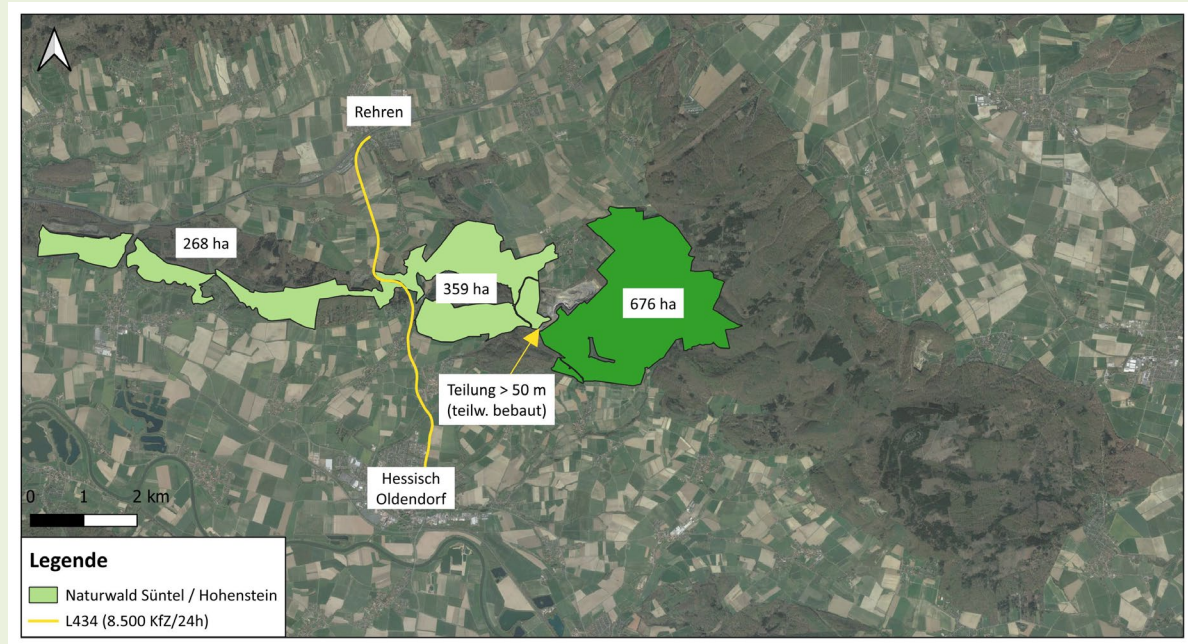 Rehren
268 ha
359 ha
676 ha
Teilung > 50 m
(teilw. bebaut)
Hessisch
Oldendorf
0 1 2 km
Legende
Naturwald Süntel / Hohenstein
L434 (8.500 KfZ/24h)